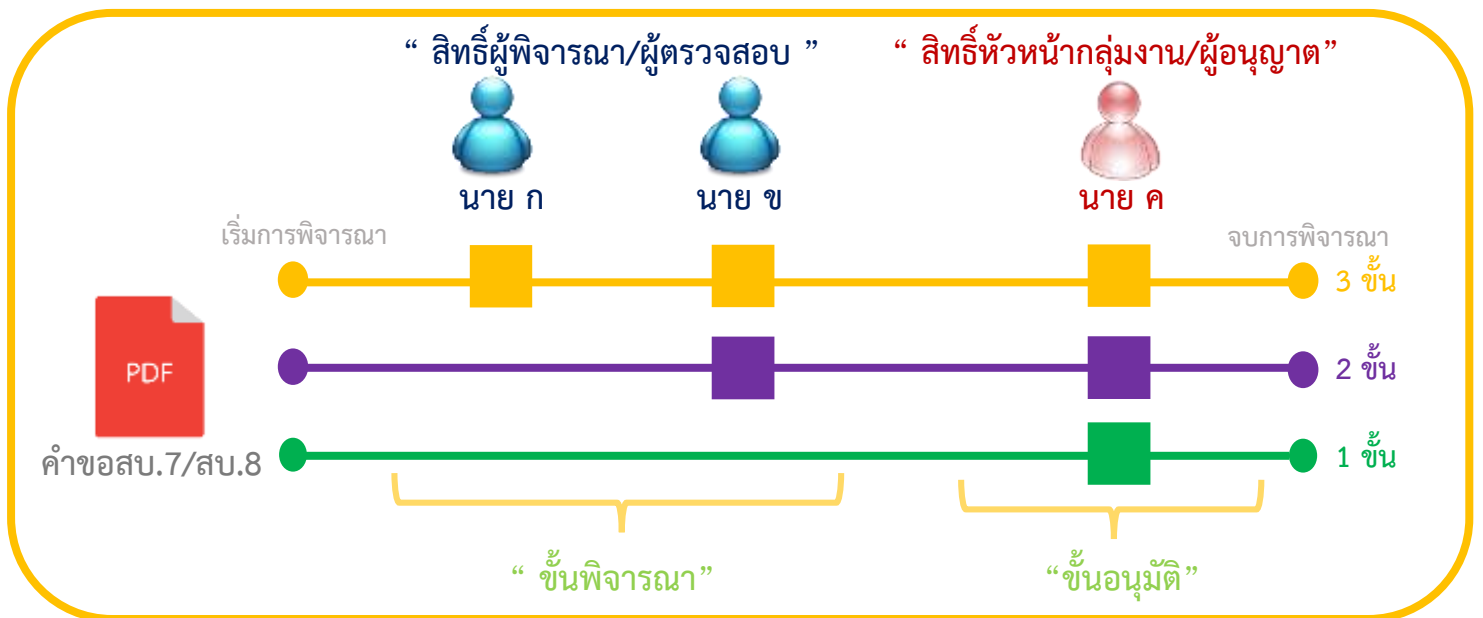 “ สิทธิ์ผู้พิจารณา/ผู้ตรวจสอบ ”
“ สิทธิ์หัวหน้ากลุ่มงาน/ผู้อนุญาต”
นาย ก
นาย ข
นาย ค
เริ่มการพิจารณา
จบการพิจารณา
3 ขั้น
PDF
2 ขั้น
คำขอสบ.7/สบ.8
1 ขั้น
“ ขั้นพิจารณา”
“ขั้นอนุมัติ”